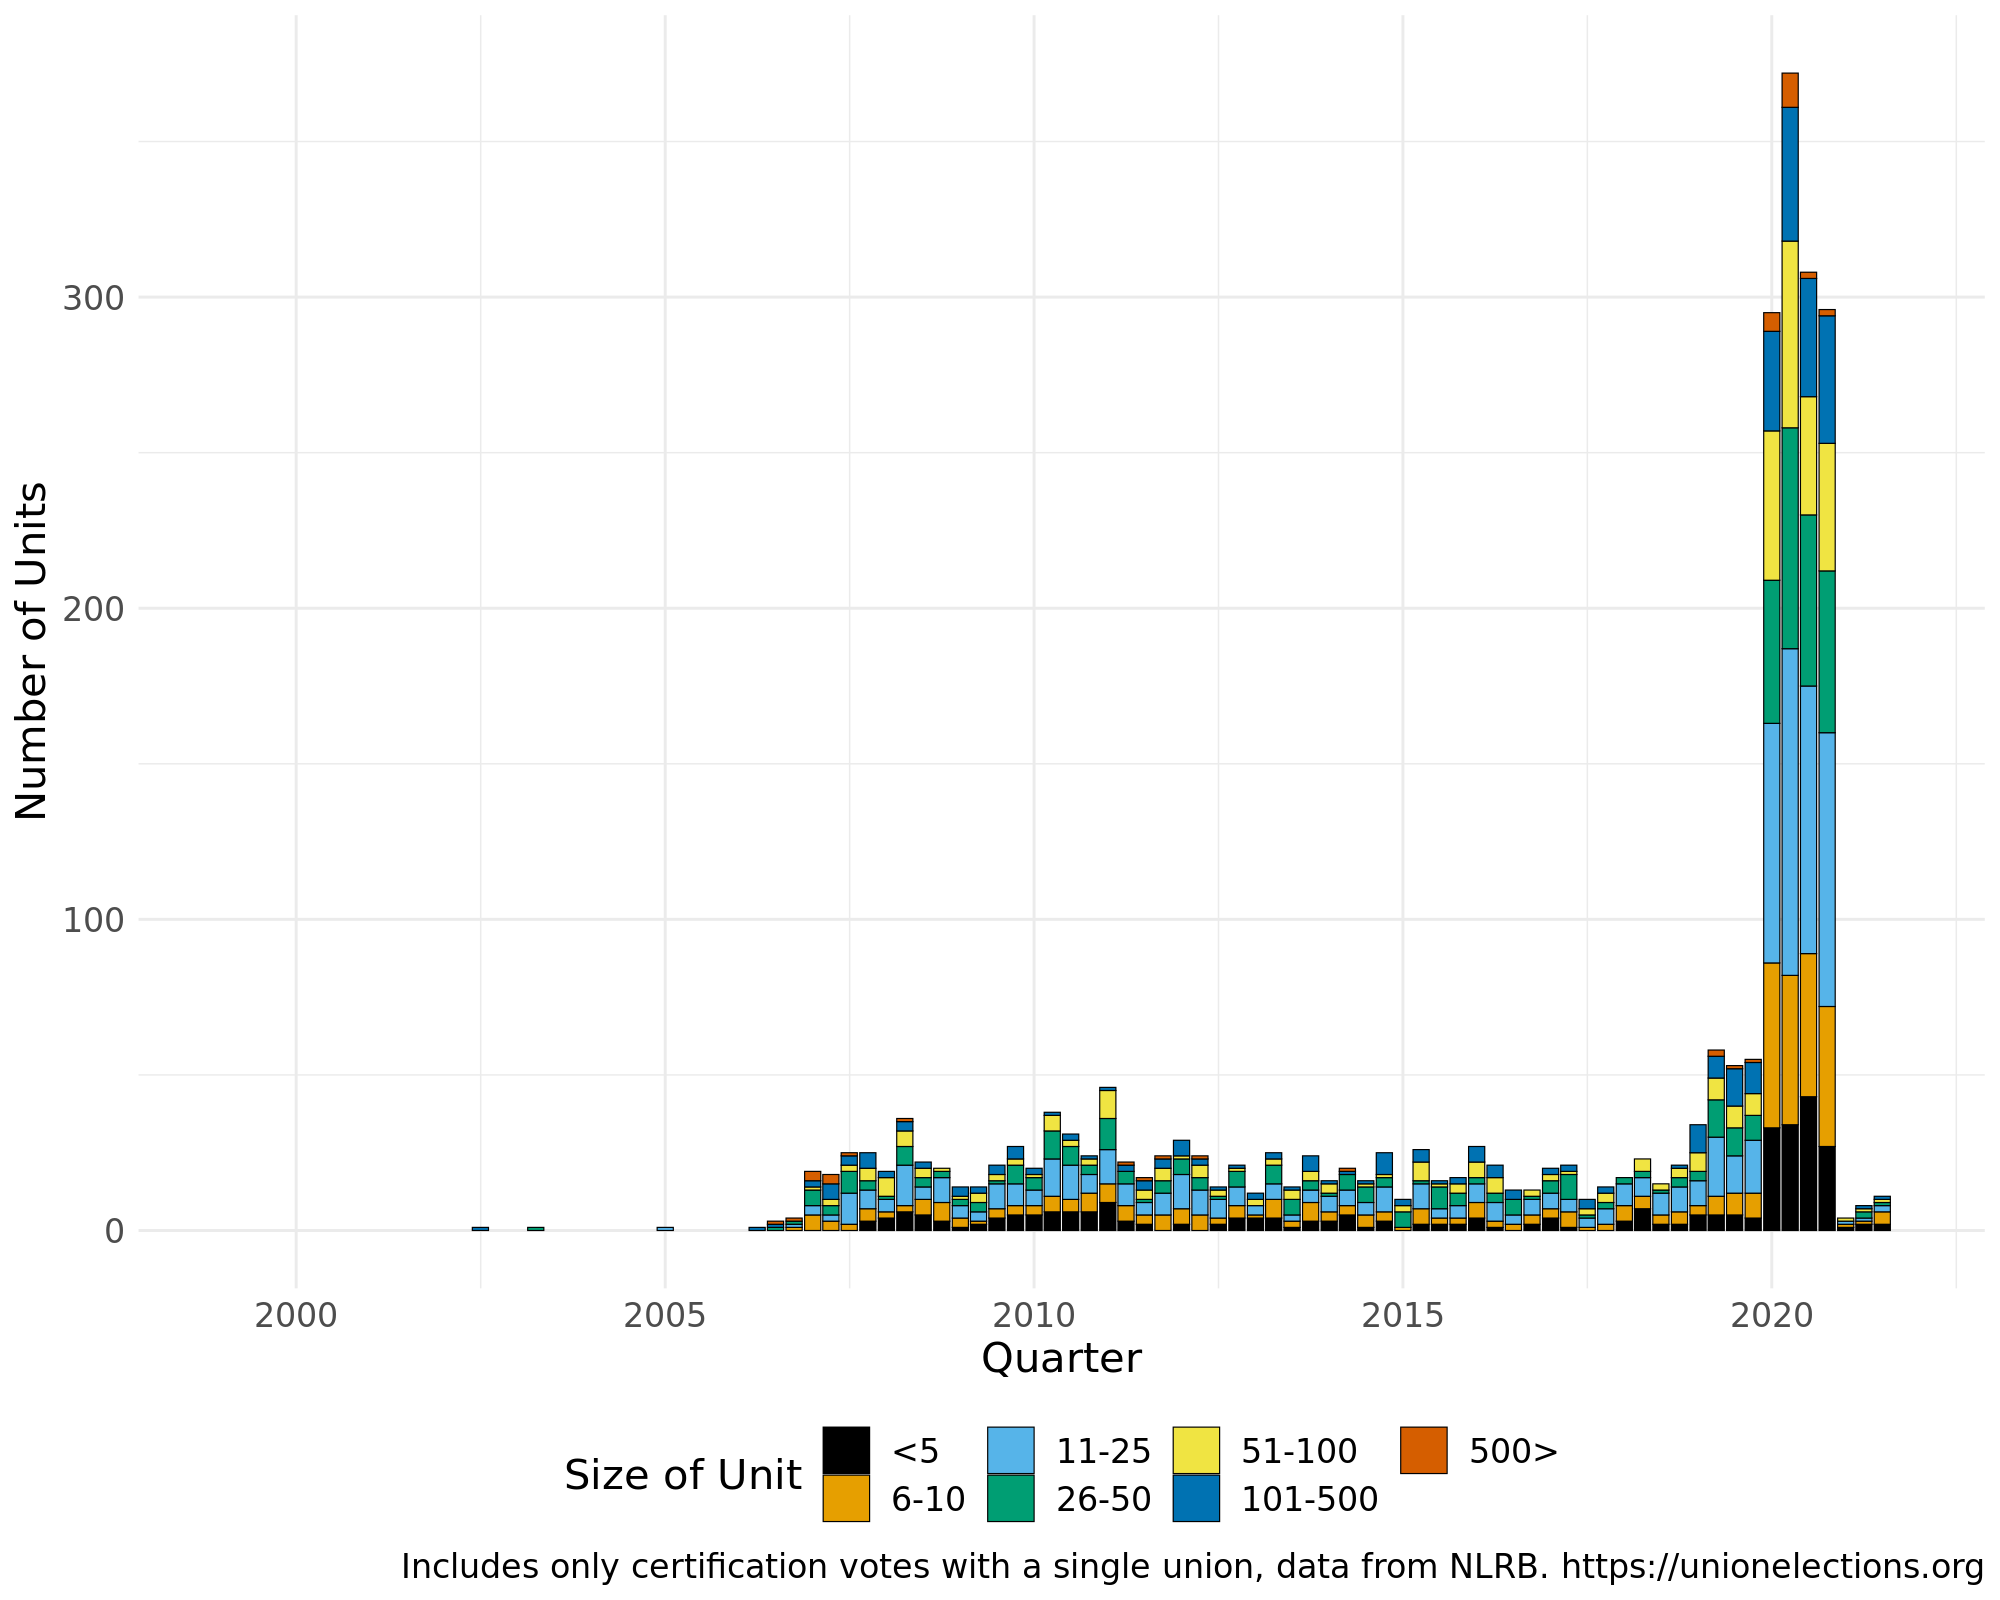 300
200
100
0
Number of Units
2000 2005 2010 2015 2020
Quarter
Size of Unit
<5 11-25 51-100 500>
6-10 26-50 101-500
Includes only certification votes with a single union, data from NLRB. https://unionelections.org